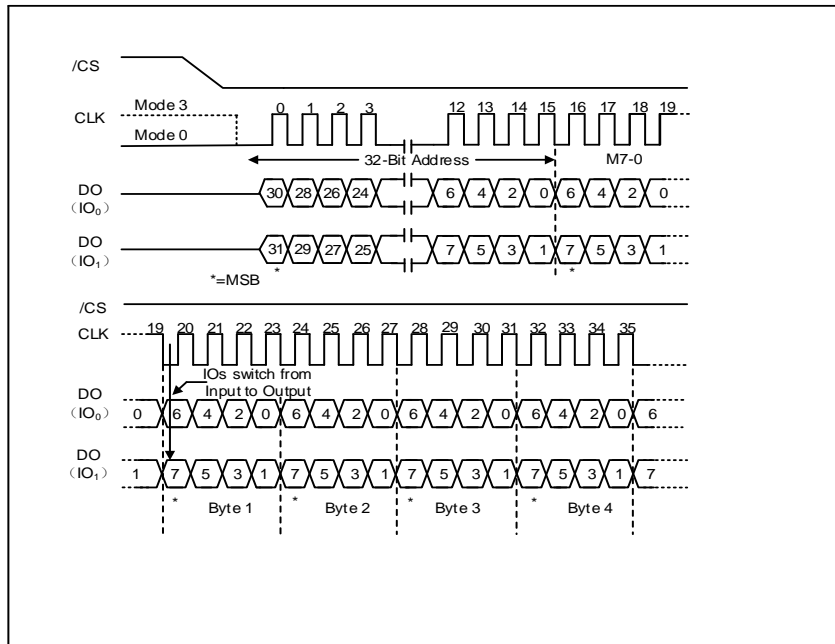 /CS
Mode 3
0 1 2 3 12 13 14 15 16 17 18 19
CLK
Mode 0
32-Bit Address M7-0
DO
(IO₀)
30 28 26 24 6 4 2 0 6 4 2 0
DO
(IO₁)
31 29 27 25 7 5 3 1 7 5 3 1
* *
*=MSB
/CS
19 20 21 22 23 24 25 26 27 28 29 30 31 32 33 34 35
CLK
IOs switch from
Input to Output
DO
(IO₀)
0 6 4 2 0 6 4 2 0 6 4 2 0 6 4 2 0 6
DO
(IO₁)
1 7 5 3 1 7 5 3 1 7 5 3 1 7 5 3 1 7
* * * *
Byte 1 Byte 2 Byte 3 Byte 4